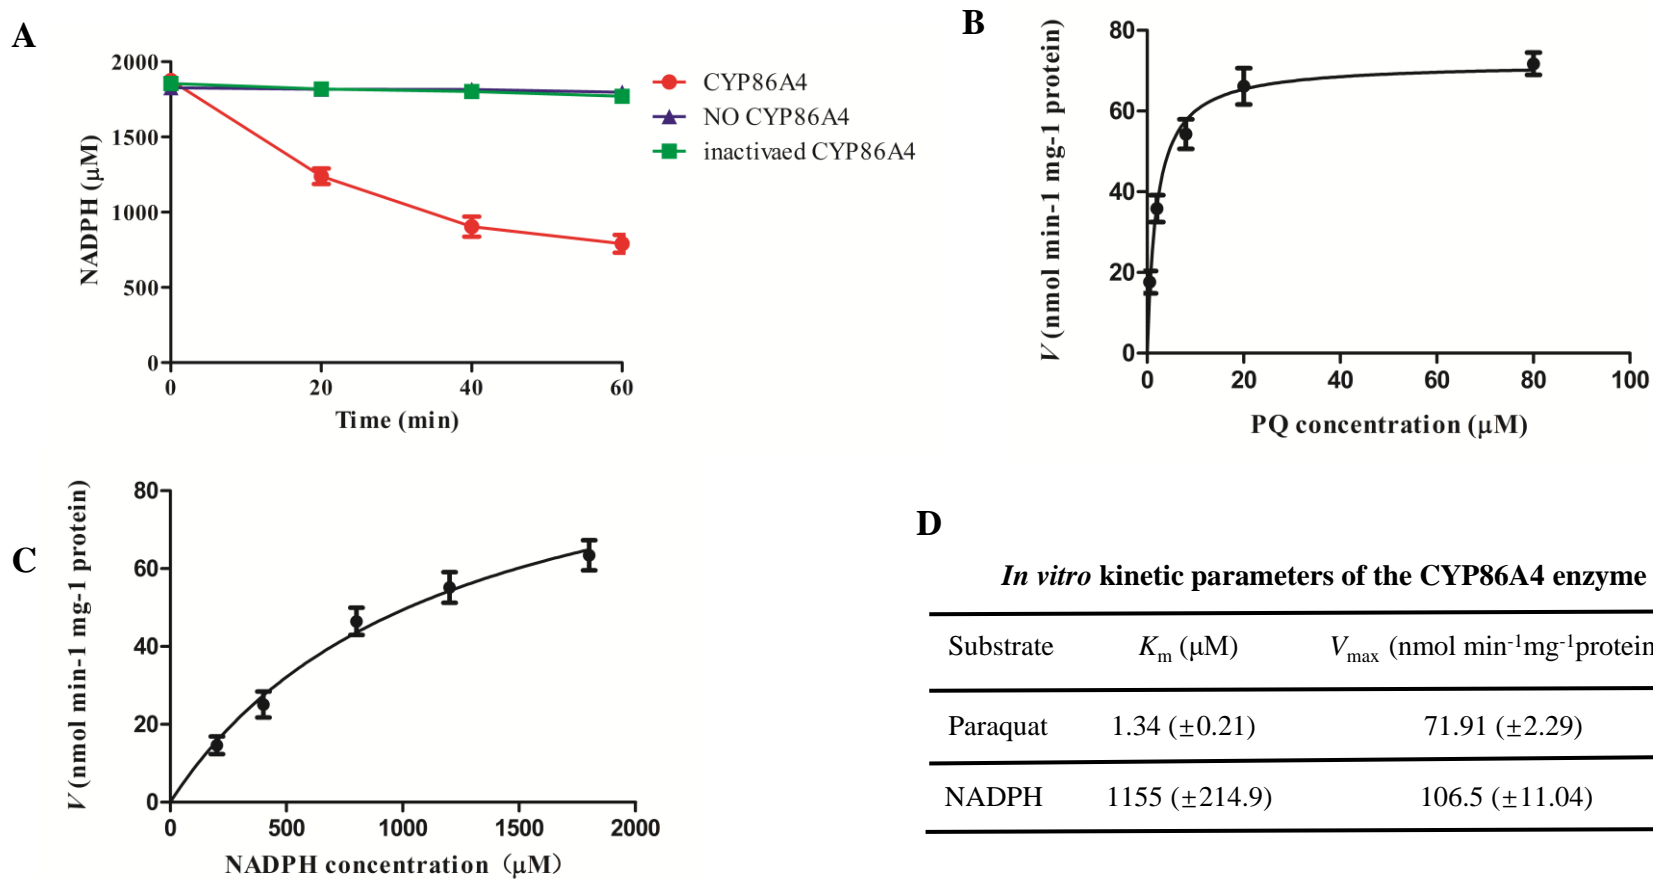 A
2000
1500
1000
500
0
0 20 40 60
NADPH (μM)
Time (min)
CYP86A4
NO CYP86A4
inactivaed CYP86A4
B
80
60
40
20
0
0 20 40 60 80 100
V (nmol min-1 mg-1 protein)
PQ concentration (μM)
C
80
60
40
20
0
0 500 1000 1500 2000
V (nmol min-1 mg-1 protein)
NADPH concentration（μM）
D
In vitro kinetic parameters of the CYP86A4 enzyme
Substrate Km (μM) Vmax (nmol min-1mg-1protein
Paraquat 1.34 (±0.21) 71.91 (±2.29)
NADPH 1155 (±214.9) 106.5 (±11.04)